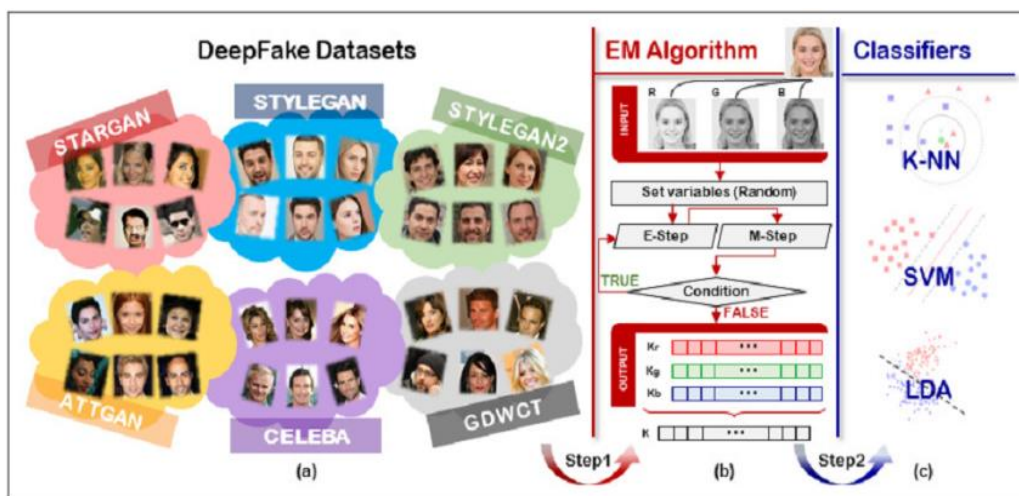 DeepFake Datasets
STARGAN
STYLEGAN
STYLEGAN2
ATTGAN
CELEBA
GDWCT
(a)
EM Algorithm
INPUT
R G B
Set variables (Random)
E-Step M-Step
TRUE
Condition
FALSE
OUTPUT
Kr
Kg
Kb
K
Step1
(b)
Step2
Classifiers
K-NN
SVM
LDA
(c)